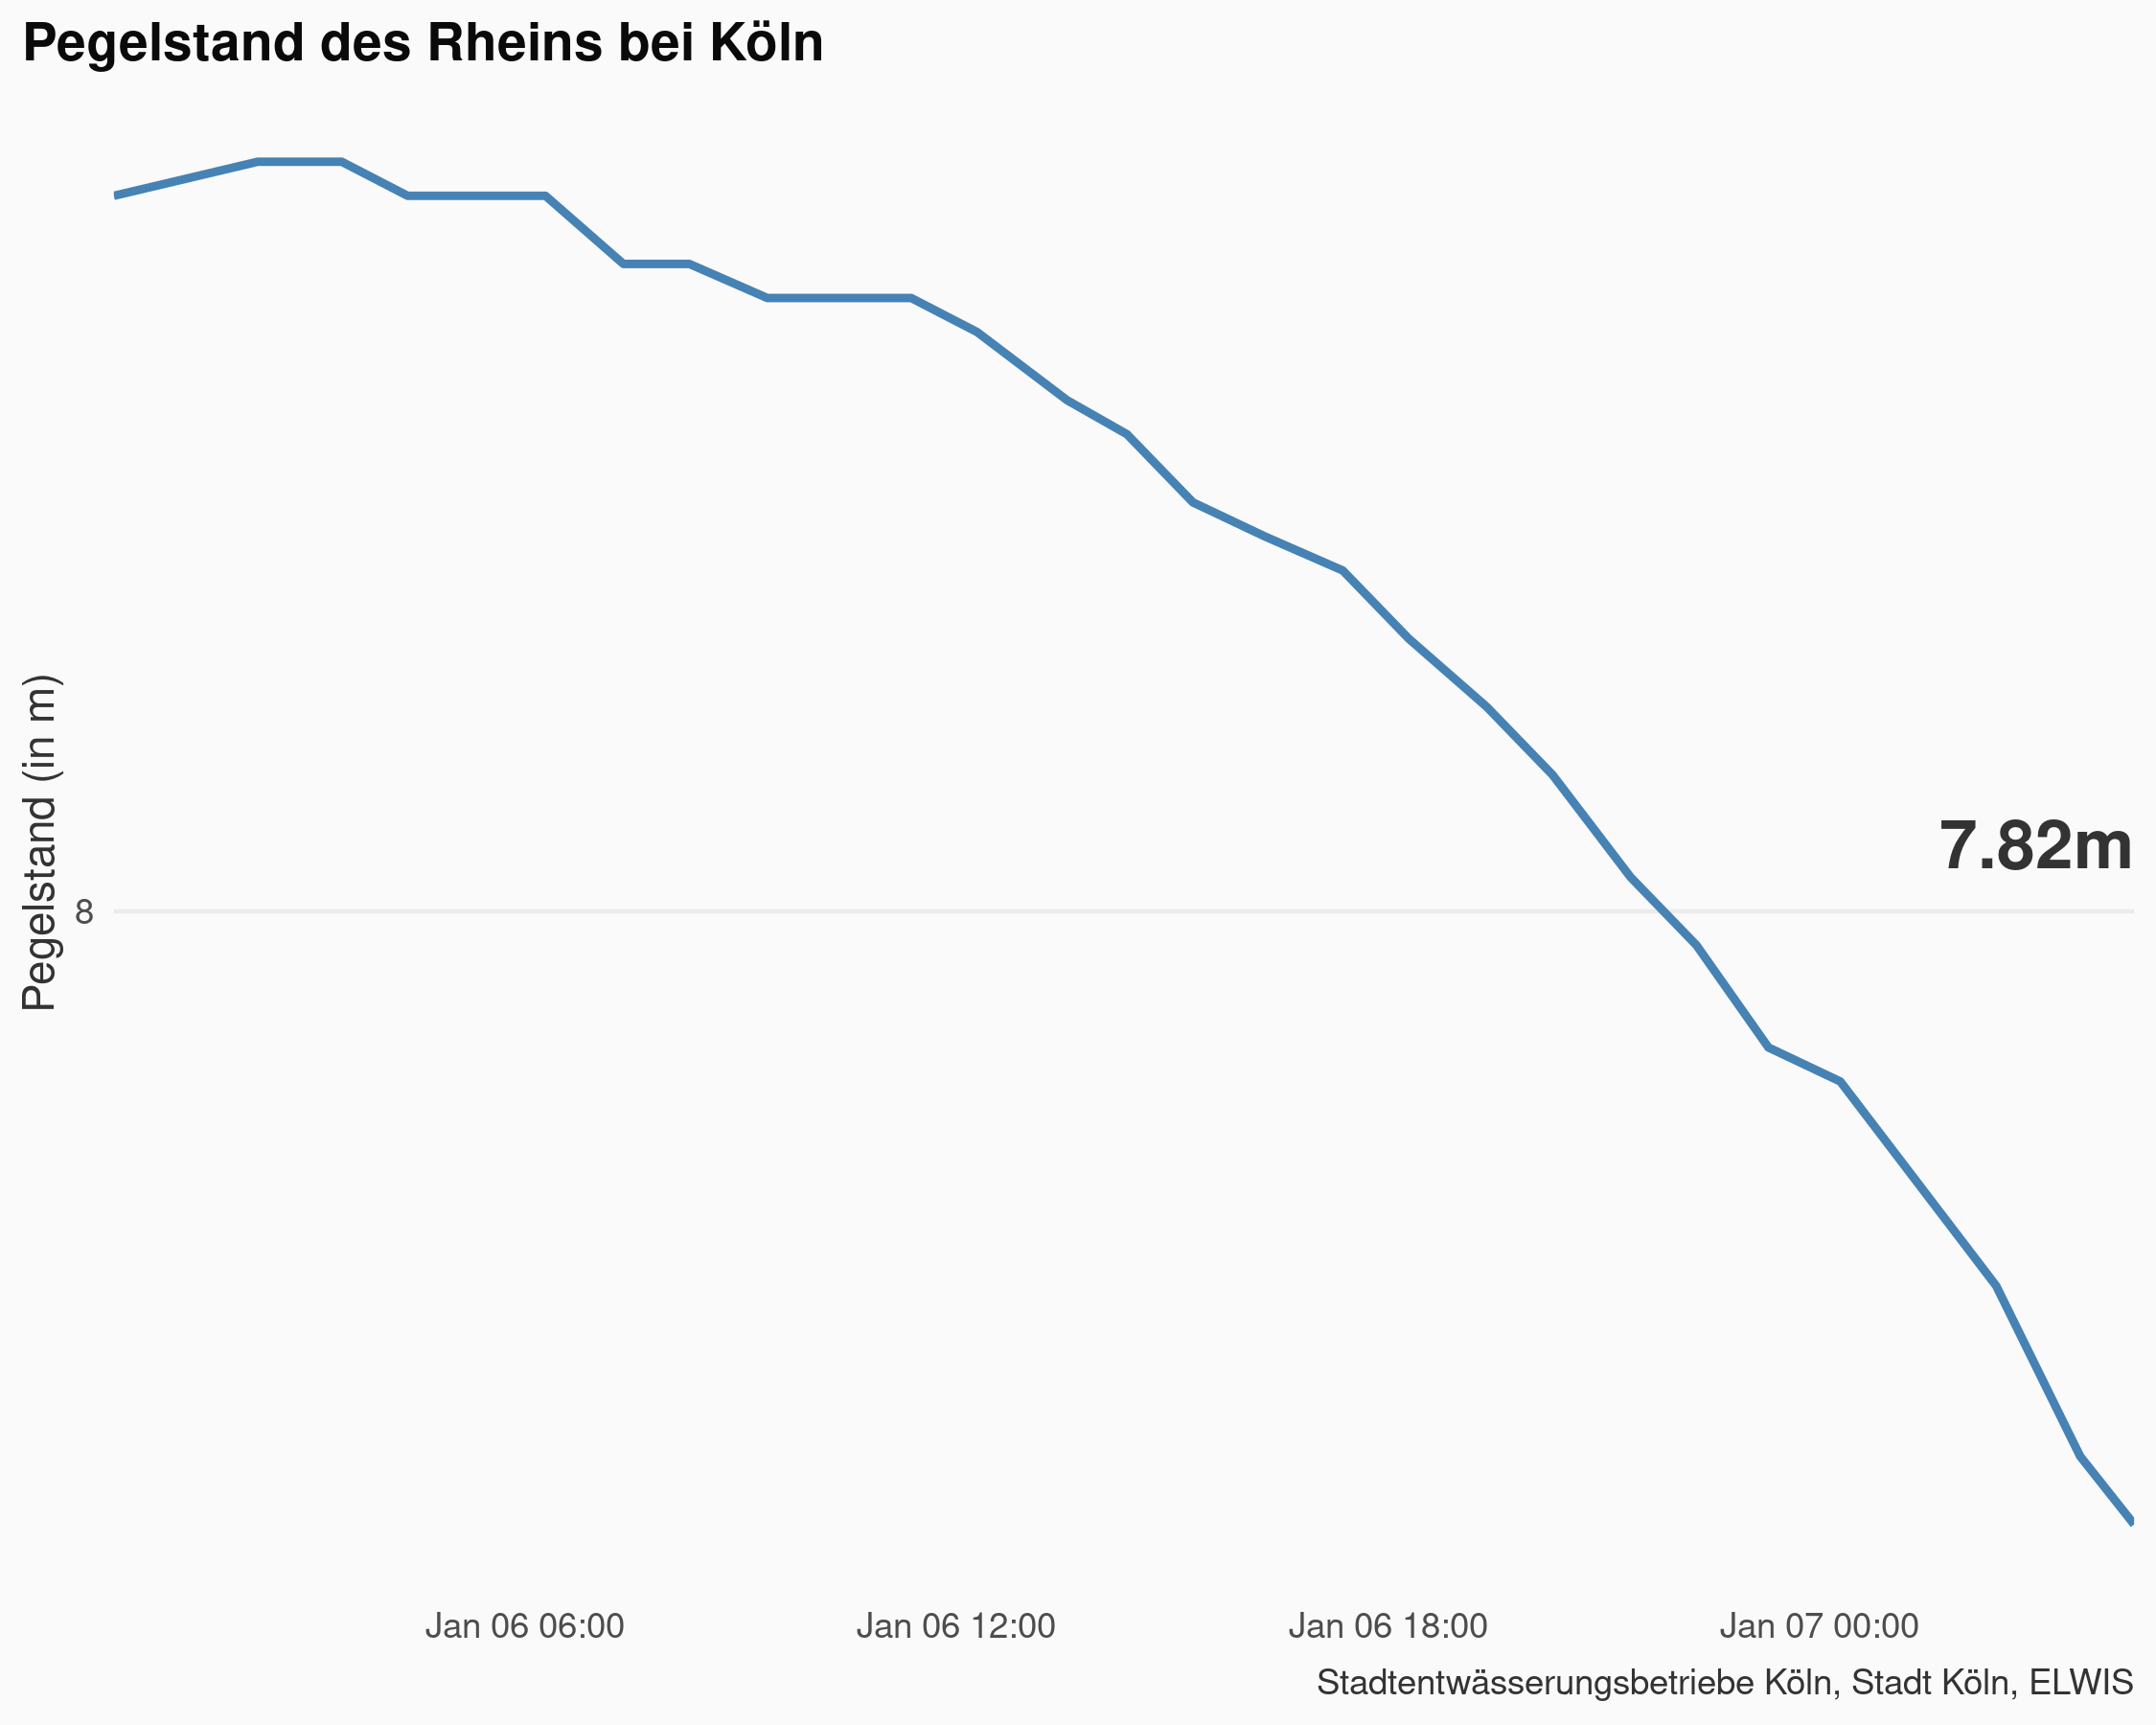 Pegelstand des Rheins bei Köln
Pegelstand (in m)
7.82m
8
Jan 06 06:00
Jan 06 12:00
Jan 06 18:00
Jan 07 00:00
Stadtentwässerungsbetriebe Köln, Stadt Köln, ELWIS